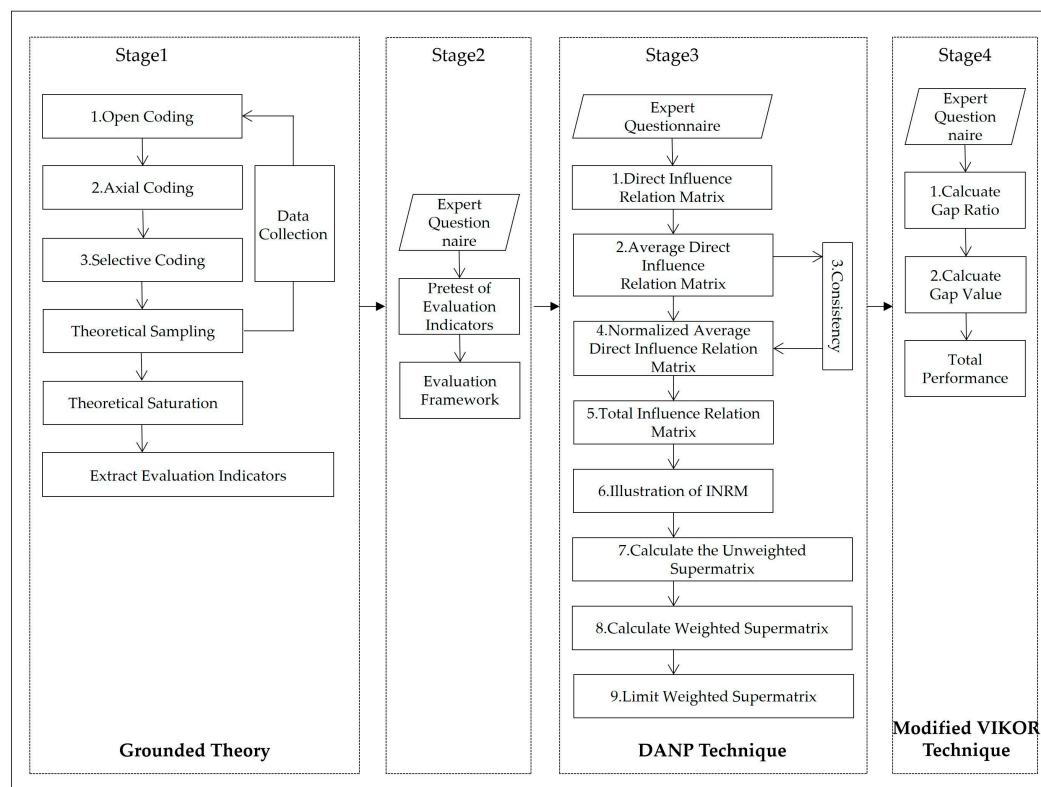 Stage1
1.Open Coding
2.Axial Coding
3.Selective Coding
Theoretical Sampling
Theoretical Saturation
Extract Evaluation Indicators
Data
Collection
Grounded Theory
Stage2
Expert
Question
naire
Pretest of
Evaluation
Indicators
Evaluation
Framework
Stage3
Expert
Questionnaire
1.Direct Influence
Relation Matrix
2.Average Direct
Influence
Relation Matrix
3.Consistency
4.Normalized Average
Direct Influence Relation
Matrix
5.Total Influence Relation
Matrix
6.Illustration of INRM
7.Calculate the Unweighted
Supermatrix
8.Calculate Weighted Supermatrix
9.Limit Weighted Supermatrix
DANP Technique
Stage4
Expert
Question
naire
1.Calcuate
Gap Ratio
2.Calcuate
Gap Value
Total
Performance
Modified VIKOR
Technique